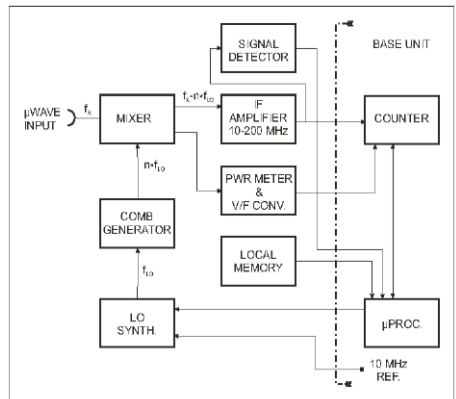 SIGNAL
DETECTOR
BASE UNIT
µWAVE
INPUT
fx
MIXER
fx-n•fLO
IF
AMPLIFIER
10-200 MHz
COUNTER
n•fLO
PWR METER
&
V/F CONV.
COMB
GENERATOR
LOCAL
MEMORY
fLO
LO
SYNTH.
µPROC.
10 MHz
REF.